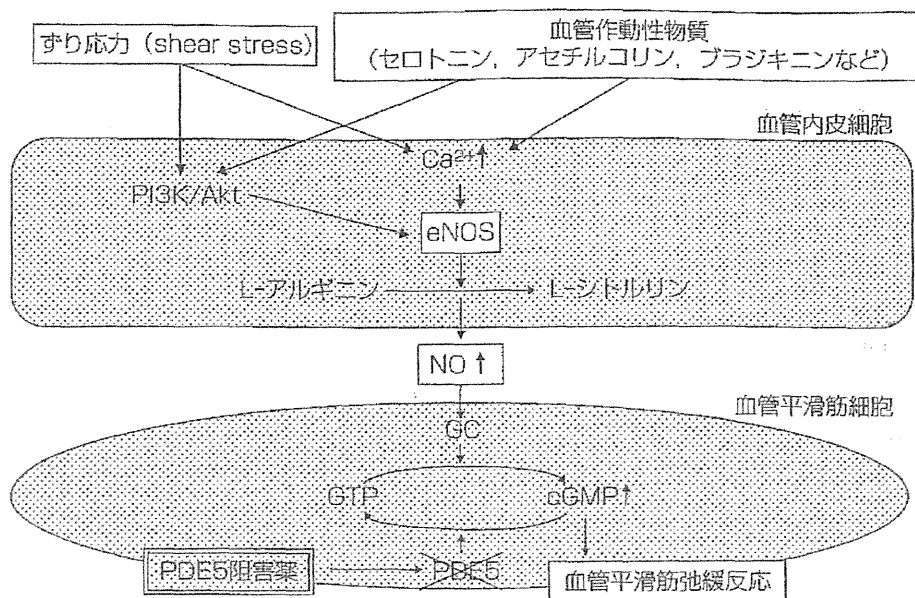 ずり応力（shear stress）
血管作動性物質
（セロトニン，アセチルコリン，ブラジキニンなど）
血管内皮細胞
Ca²⁺↑
PI3K/Akt
eNOS
L-アルギニン
L-シトルリン
NO↑
血管平滑筋細胞
GC
GTP
cGMP↑
PDE5阻害薬
PDE5
血管平滑筋弛緩反応